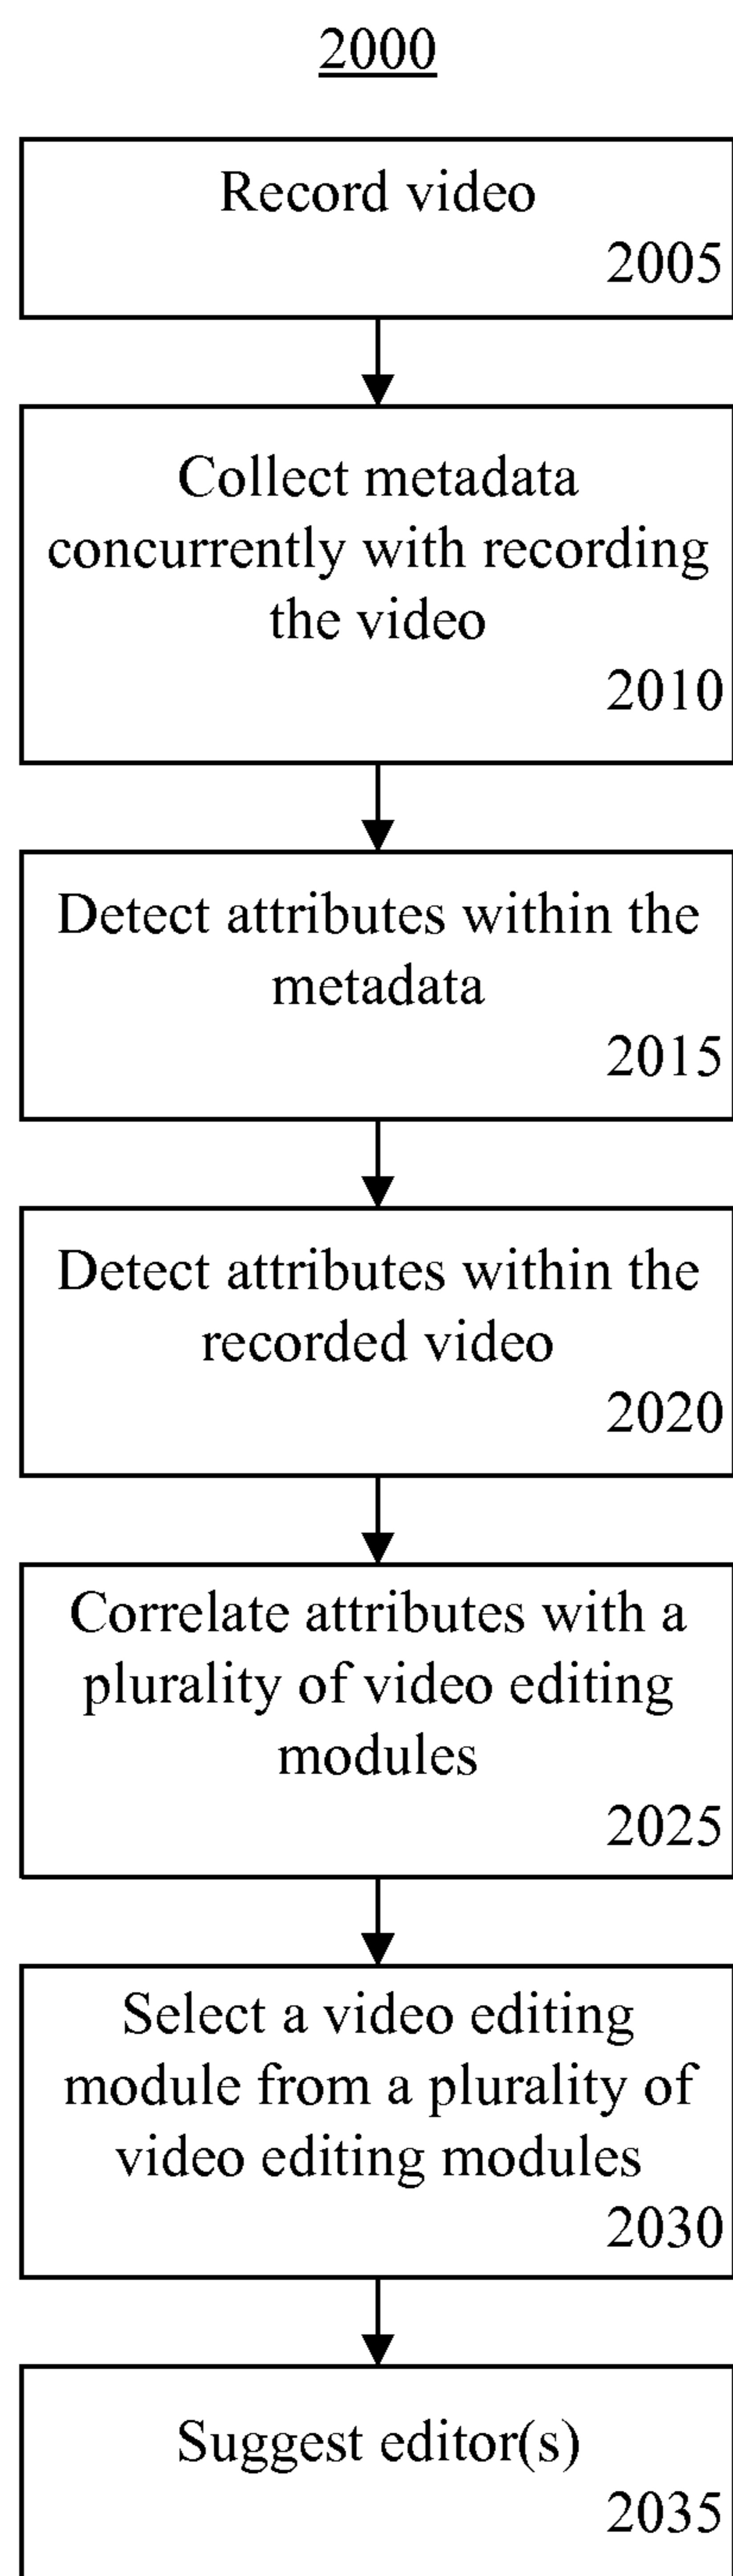 2000
Record video
2005
Collect metadata
concurrently with recording
the video
2010
Detect attributes within the
metadata
2015
Detect attributes within the
recorded video
2020
Correlate attributes with a
plurality of video editing
modules
2025
Select a video editing
module from a plurality of
video editing modules
2030
Suggest editor(s)
2035